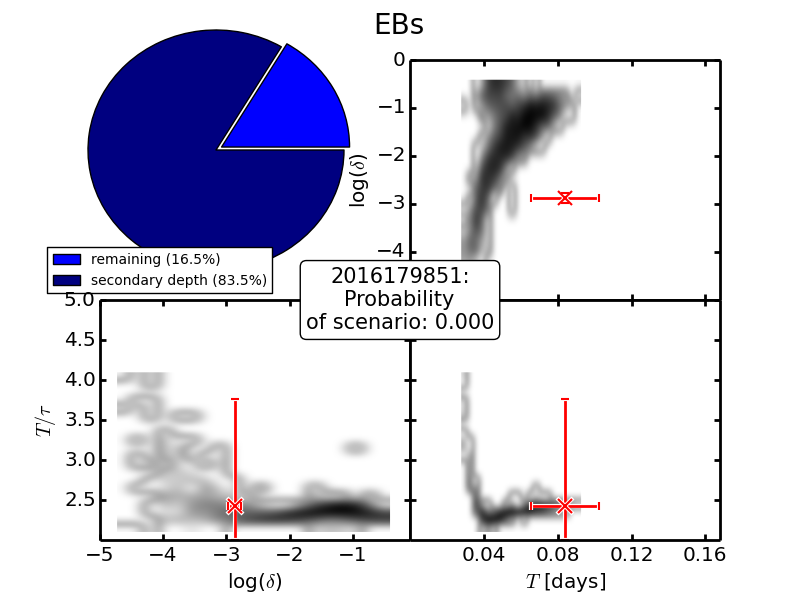 EBs
0
−1
−2
−3
−4
log(δ)
remaining (16.5%)
secondary depth (83.5%)
2016179851:
Probability
of scenario: 0.000
5.0
4.5
4.0
3.5
3.0
2.5
T/τ
−5 −4 −3 −2 −1
log(δ)
0.04 0.08 0.12 0.16
T [days]